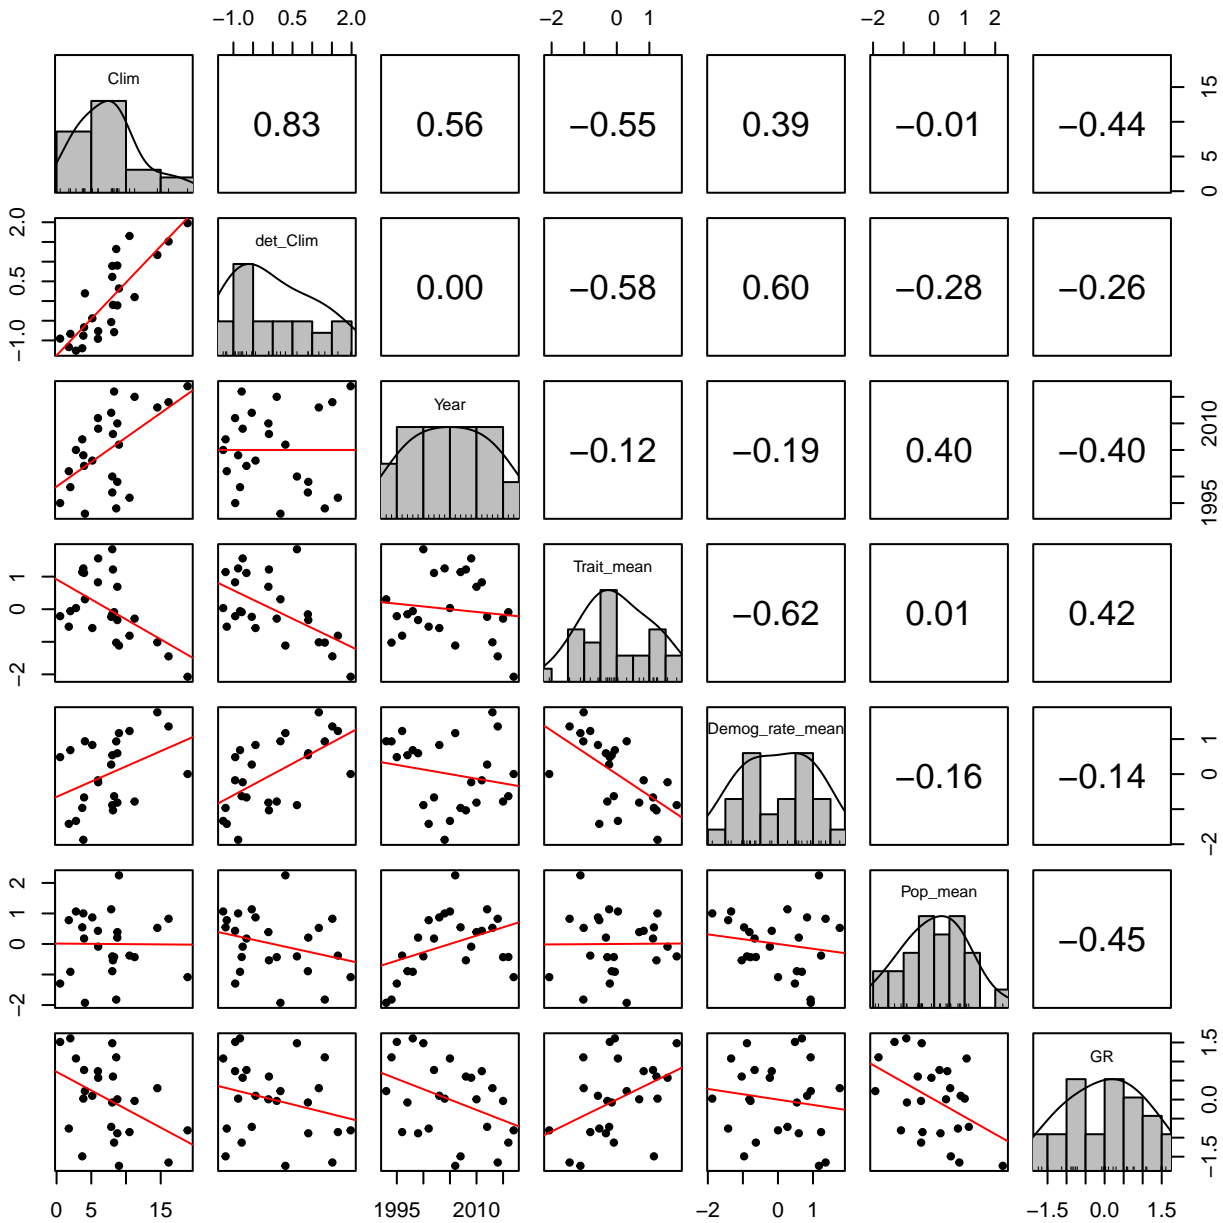 −1.0 0.5 2.0 −2 0 1 −2 0 1 2
Clim 0.83 0.56 −0.55 0.39 −0.01 −0.44 0 5 15
−1.0 0.5 2.0 det_Clim 0.00 −0.58 0.60 −0.28 −0.26
Year −0.12 −0.19 0.40 −0.40 1995 2010
−2 0 1 Trait_mean −0.62 0.01 0.42
Demog_rate_mean −0.16 −0.14 −2 0 1
−2 0 1 2 Pop_mean −0.45
GR −1.5 0.0 1.5
0 5 15 1995 2010 −2 0 1 −1.5 0.0 1.5